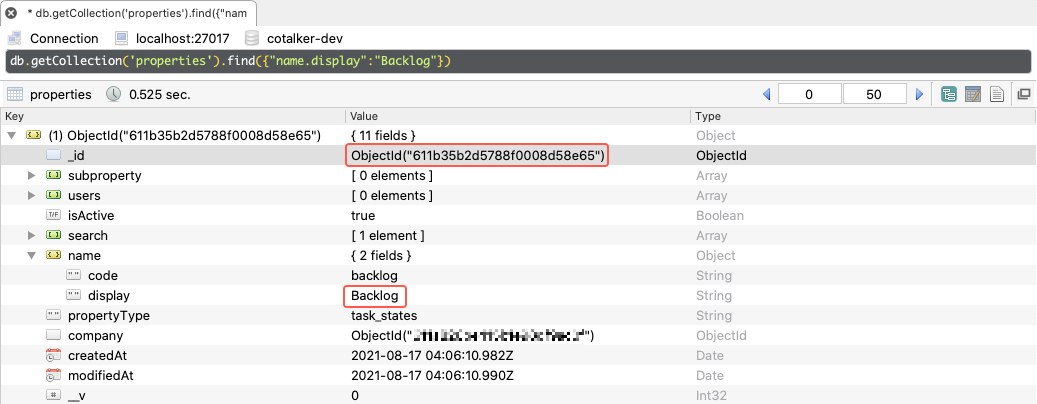 * db.getCollection('properties').find({"nam
Connection localhost:27017 cotalker-dev
db.getCollection('properties').find({"name.display":"Backlog"})
properties 0.525 sec. 0 50
Key Value Type
(1) ObjectId("611b35b2d5788f0008d58e65") { 11 fields } Object
_id ObjectId("611b35b2d5788f0008d58e65") ObjectId
subproperty [ 0 elements ] Array
users [ 0 elements ] Array
T/F isActive true Boolean
search [ 1 element ] Array
name { 2 fields } Object
" " code backlog String
" " display Backlog String
" " propertyType task_states String
company ObjectId(" ") ObjectId
createdAt 2021-08-17 04:06:10.982Z Date
modifiedAt 2021-08-17 04:06:10.990Z Date
# __v 0 Int32